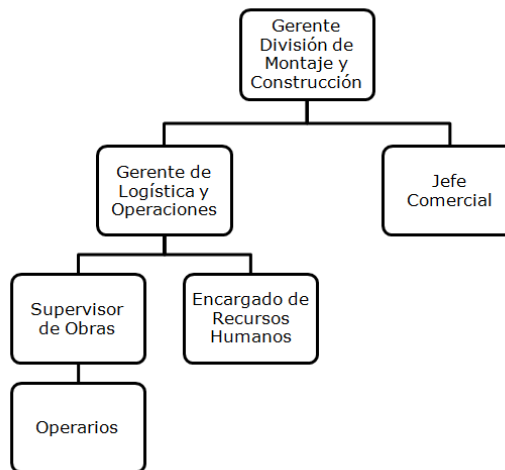 Gerente
División de
Montaje y
Construcción
Gerente de
Logística y
Operaciones
Jefe
Comercial
Supervisor
de Obras
Encargado de
Recursos
Humanos
Operarios